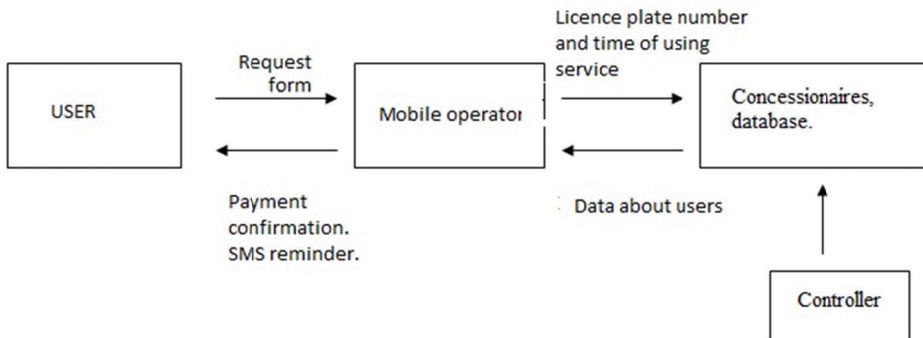 Licence plate number
and time of using
service
Request
form
USER
Mobile operator
Concessionaires,
database.
Payment
confirmation.
SMS reminder.
Data about users
Controller